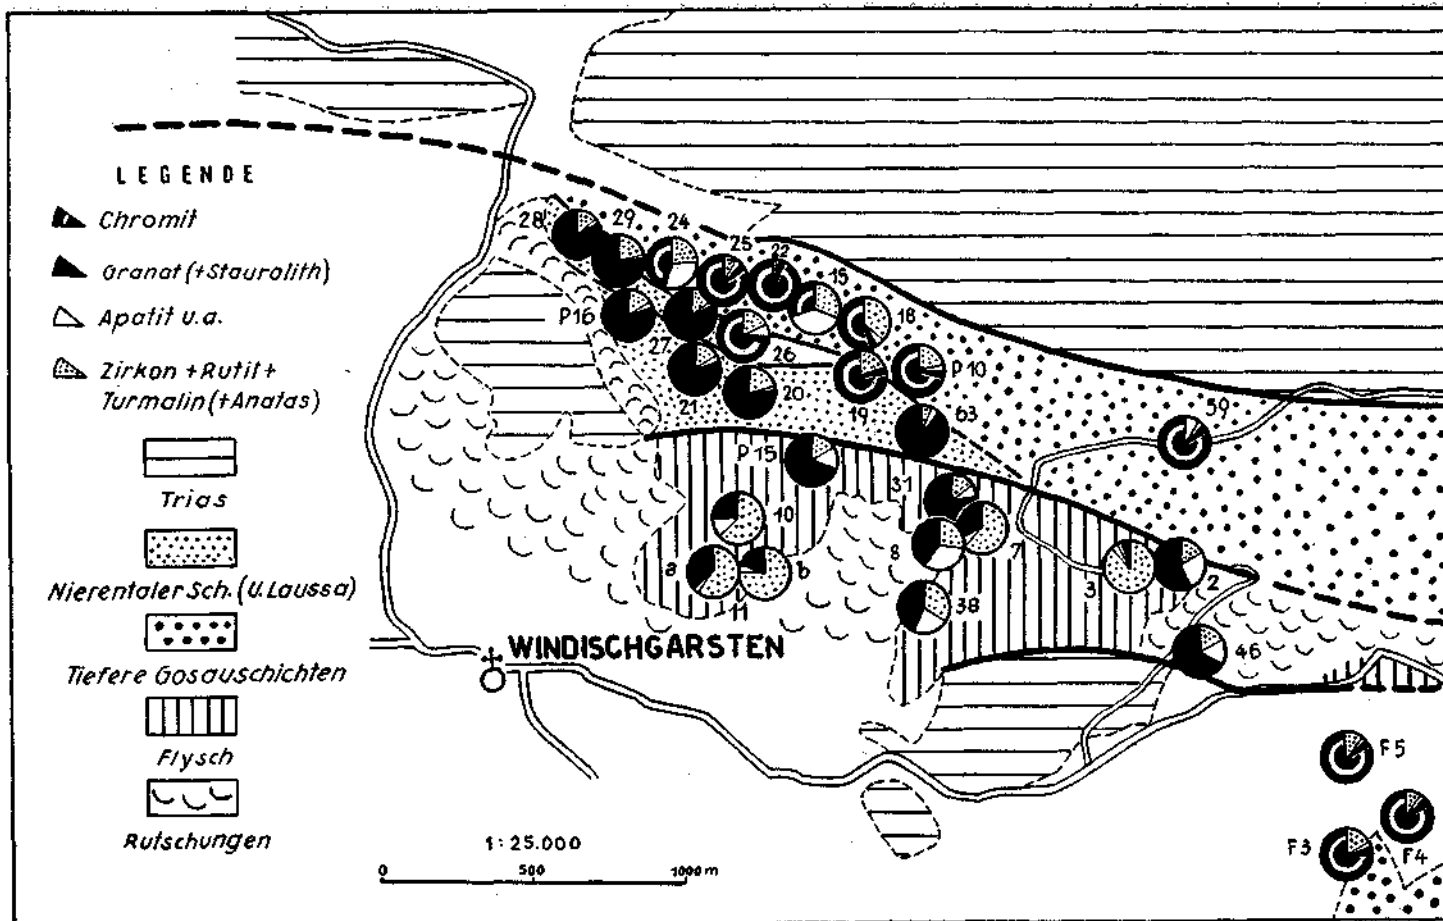 LEGENDE
Chromit
Granat (+Staurolith)
Apatit u.a.
Zirkon + Rutil +
Turmalin (+Anatas)
Trias
Nierentaler Sch. (U. Laussa)
Tiefere Gosauschichten
Flysch
Rutschungen
28
29
24
25
22
15
18
P16
27
26
P10
21
20
19
63
59
P15
31
10
8
7
a
b
11
3
2
38
46
WINDISCHGARSTEN
F5
F4
F3
1:25.000
0 500 1000 m